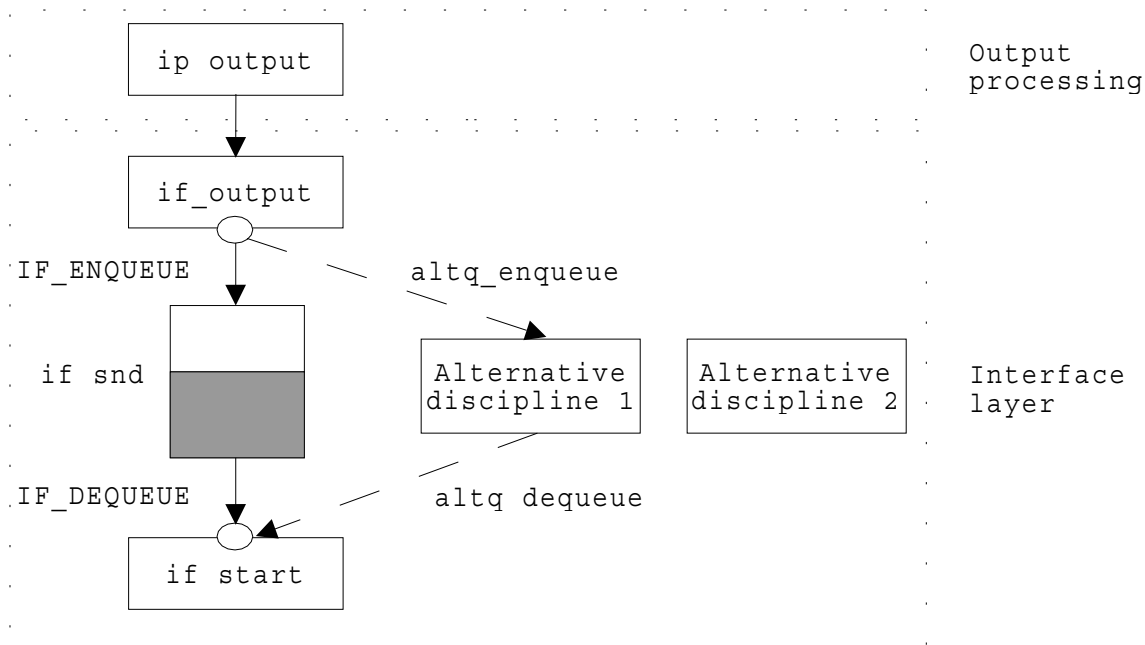 ip output
Output
processing
if_output
IF_ENQUEUE
altq_enqueue
if snd
Alternative
discipline 1
Alternative
discipline 2
Interface
layer
IF_DEQUEUE
altq dequeue
if start